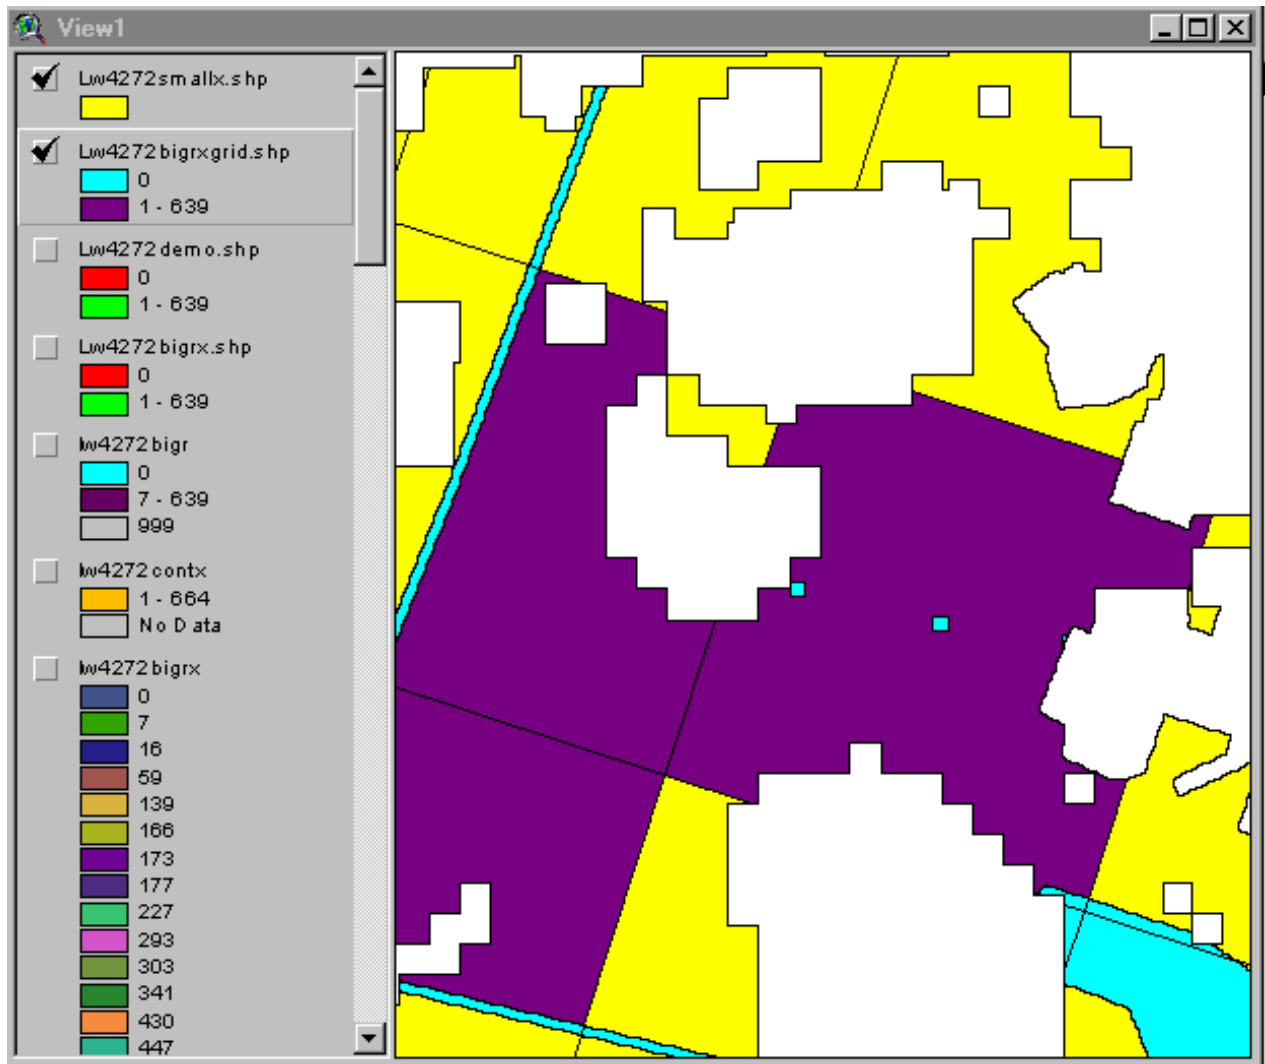 View1
Lw4272smallx.shp
Lw4272bigrxgrid.shp
0
1 - 639
Lw4272demo.shp
0
1 - 639
Lw4272bigrx.shp
0
1 - 639
lw4272bigr
0
7 - 639
999
lw4272contx
1 - 664
No Data
lw4272bigrx
0
7
16
59
139
166
173
177
227
293
303
341
430
447